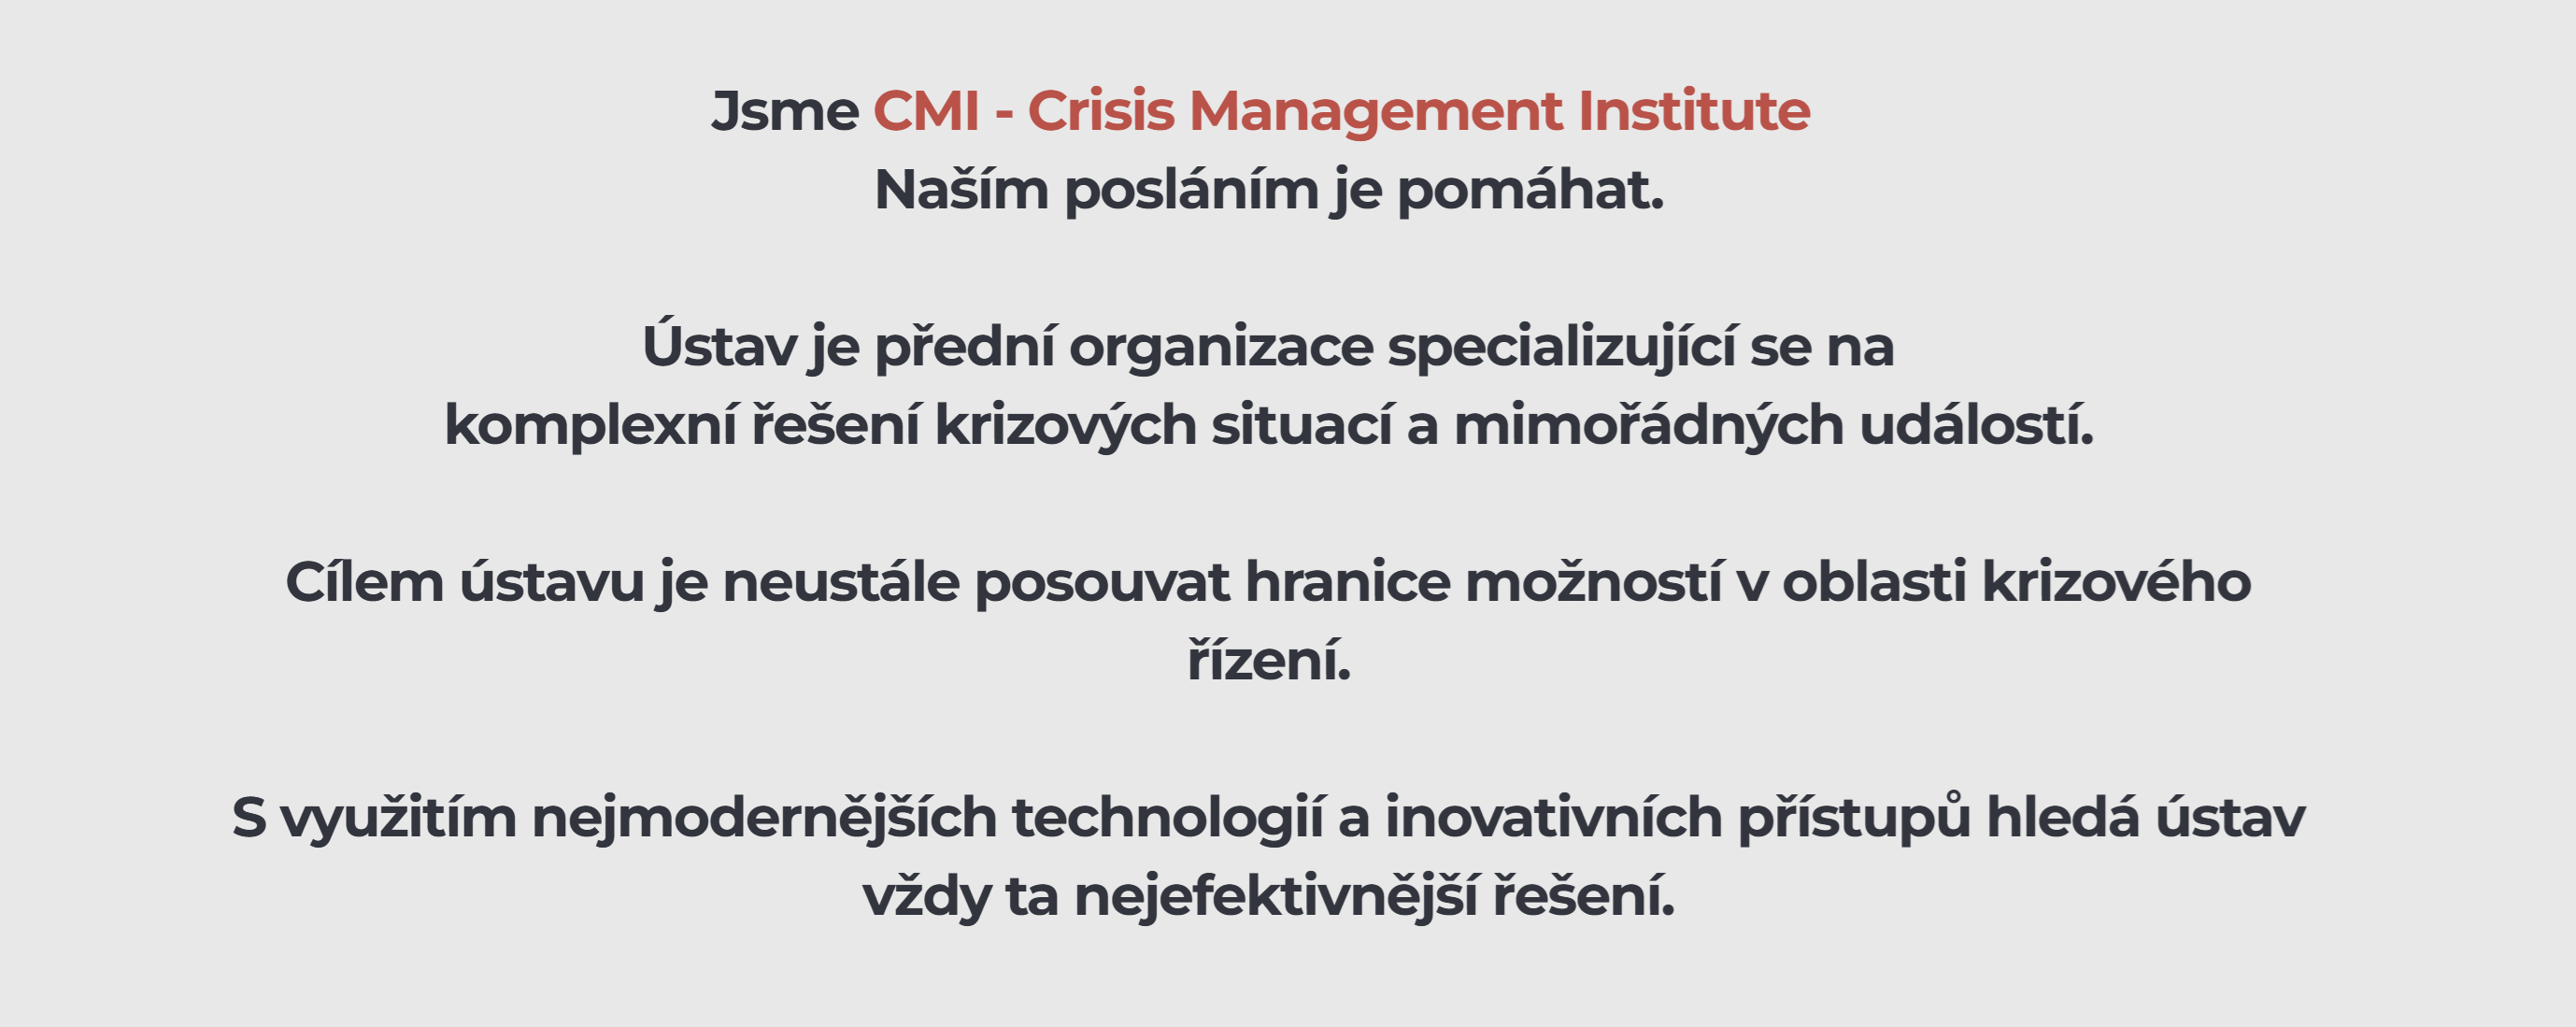 Jsme CMI - Crisis Management Institute
Naším posláním je pomáhat.
Ústav je přední organizace specializující se na
komplexní řešení krizových situací a mimořádných událostí.
Cílem ústavu je neustále posouvat hranice možností v oblasti krizového
řízení.
S využitím nejmodernějších technologií a inovativních přístupů hledá ústav
vždy ta nejefektivnější řešení.